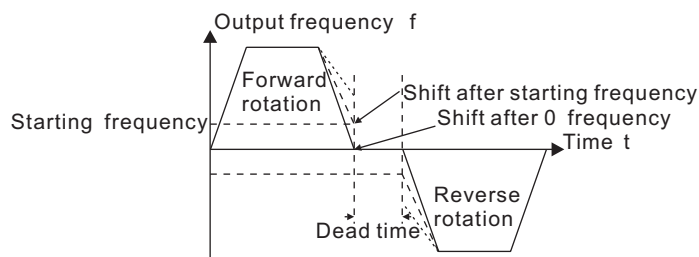 Output frequency f
Forward
rotation
Shift after starting frequency
Starting frequency
Shift after 0 frequency
Time t
Reverse
rotation
Dead time